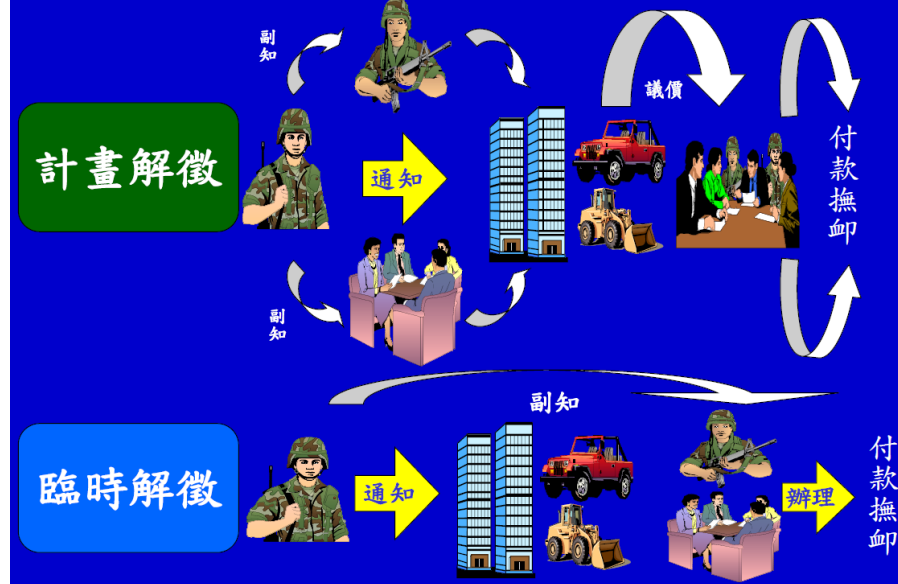 副知
計畫解徵
通知
議價
付款撫卹
副知
副知
臨時解徵
通知
辦理
付款撫卹